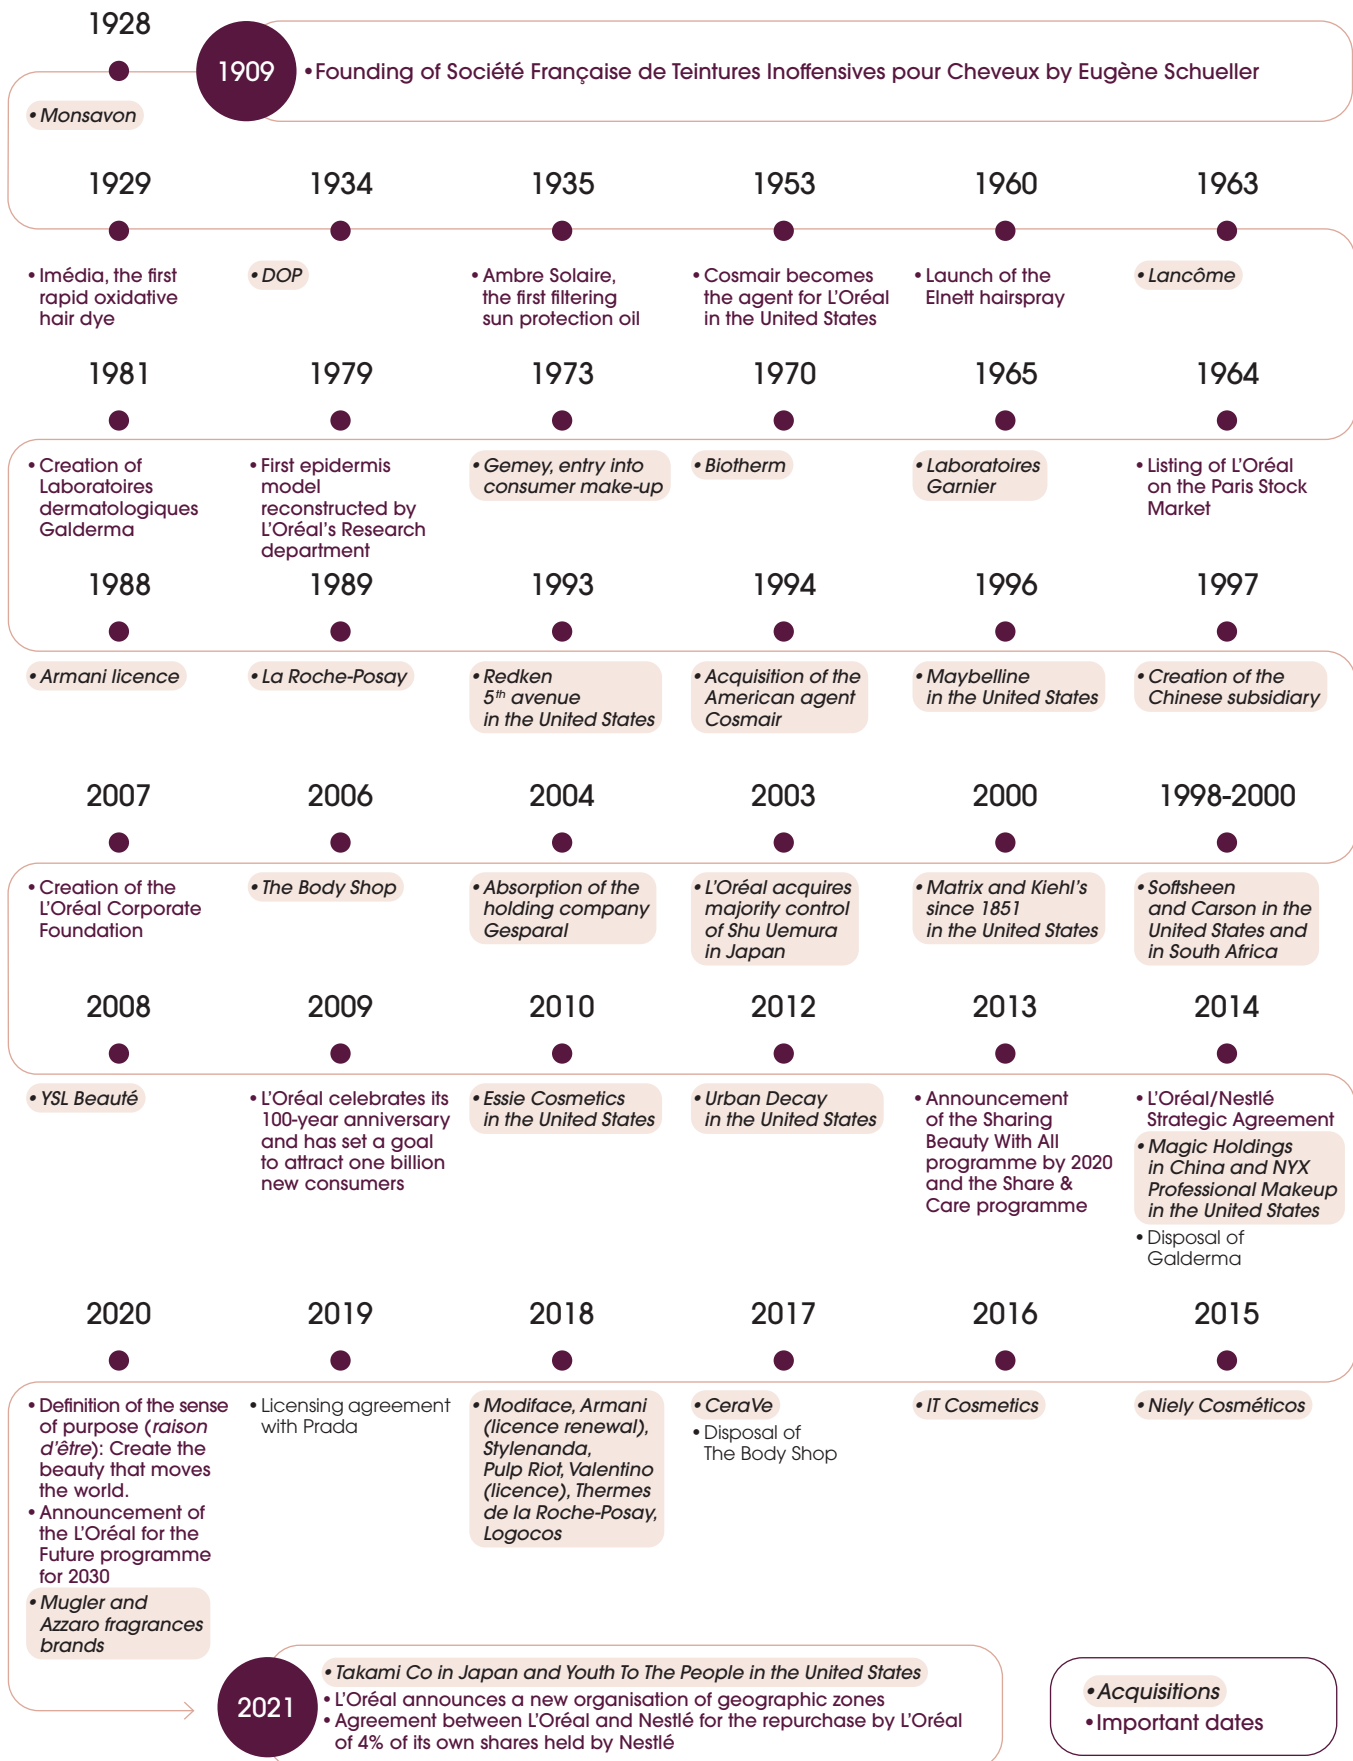 1928
1909
•Founding of Société Française de Teintures Inoffensives pour Cheveux by Eugène Schueller
• Monsavon
1929
• Imédia, the first
rapid oxidative
hair dye
1934
• DOP
1935
• Ambre Solaire,
the first filtering
sun protection oil
1953
• Cosmair becomes
the agent for L'Oréal
in the United States
1960
• Launch of the
Elnett hairspray
1963
• Lancôme
1981
• Creation of
Laboratoires
dermatologiques
Galderma
1979
• First epidermis
model
reconstructed by
L'Oréal's Research
department
1973
• Gemey, entry into
consumer make-up
1970
• Biotherm
1965
• Laboratoires
Garnier
1964
• Listing of L'Oréal
on the Paris Stock
Market
1988
• Armani licence
1989
• La Roche-Posay
1993
• Redken
5th avenue
in the United States
1994
• Acquisition of the
American agent
Cosmair
1996
• Maybelline
in the United States
1997
• Creation of the
Chinese subsidiary
2007
• Creation of the
L'Oréal Corporate
Foundation
2006
• The Body Shop
2004
• Absorption of the
holding company
Gesparal
2003
• L'Oréal acquires
majority control
of Shu Uemura
in Japan
2000
• Matrix and Kiehl's
since 1851
in the United States
1998-2000
• Softsheen
and Carson in the
United States and
in South Africa
2008
• YSL Beauté
2009
• L'Oréal celebrates its
100-year anniversary
and has set a goal
to attract one billion
new consumers
2010
• Essie Cosmetics
in the United States
2012
• Urban Decay
in the United States
2013
• Announcement
of the Sharing
Beauty With All
programme by 2020
and the Share &
Care programme
2014
• L'Oréal/Nestlé
Strategic Agreement
• Magic Holdings
in China and NYX
Professional Makeup
in the United States
• Disposal of
Galderma
2020
• Definition of the sense
of purpose (raison
d'être): Create the
beauty that moves
the world.
• Announcement of
the L'Oréal for the
Future programme
for 2030
• Mugler and
Azzaro fragrances
brands
2019
• Licensing agreement
with Prada
2018
• Modiface, Armani
(licence renewal),
Stylenanda,
Pulp Riot, Valentino
(licence), Thermes
de la Roche-Posay,
Logocos
2017
• CeraVe
• Disposal of
The Body Shop
2016
• IT Cosmetics
2015
• Niely Cosméticos
2021
• Takami Co in Japan and Youth To The People in the United States
• L'Oréal announces a new organisation of geographic zones
• Agreement between L'Oréal and Nestlé for the repurchase by L'Oréal
of 4% of its own shares held by Nestlé
•Acquisitions
•Important dates